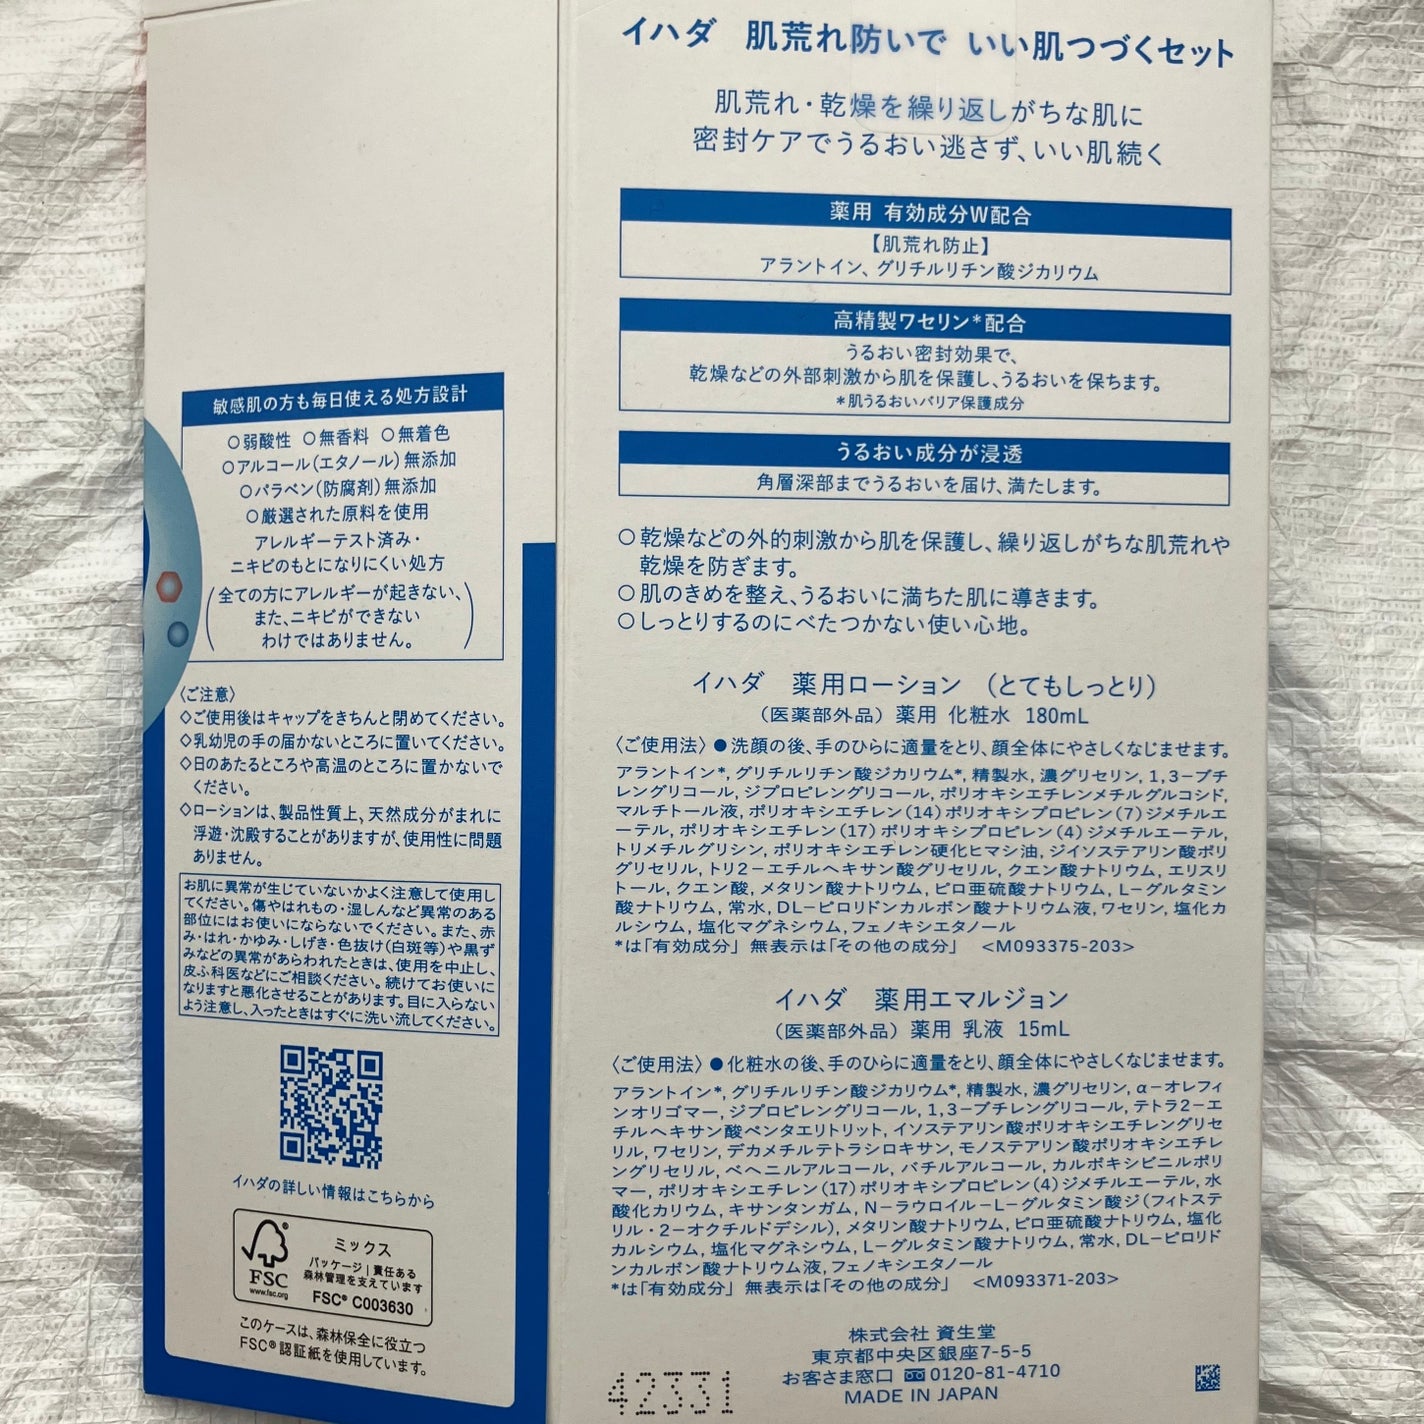 敏感肌の方も毎日使える処方設計
○弱酸性 ○無香料 ○無着色
○アルコール(エタノール)無添加
○パラベン(防腐剤)無添加
○厳選された原料を使用
アレルギーテスト済み・
ニキビのもとになりにくい処方
(全ての方にアレルギーが起きない、
また、ニキビができない
わけではありません。)
〈ご注意〉
◇ご使用後はキャップをきちんと閉めてください。
◇乳幼児の手の届かないところに置いてください。
◇日のあたるところや高温のところに置かないで
ください。
◇ローションは、製品性質上、天然成分がまれに
浮遊・沈殿することがありますが、使用性に問題
ありません。
お肌に異常が生じていないかよく注意して使用し
てください。傷やはれもの・湿しんなど異常のある
部位にはお使いにならないでください。また、赤
み・はれ・かゆみ・しげき・色抜け(白斑等)や黒ず
みなどの異常があらわれたときは、使用を中止し、
皮ふ科医などにご相談ください。続けてお使いに
なりますと悪化させることがあります。目に入らない
よう注意し、入ったときはすぐに洗い流してください。
イハダの詳しい情報はこちらから
FSC
www.fsc.org
ミックス
パッケージ|責任ある
森林管理を支えています
FSC® C003630
このケースは、森林保全に役立つ
FSC®認証紙を使用しています。
イハダ 肌荒れ防いで いい肌つづくセット
肌荒れ・乾燥を繰り返しがちな肌に
密封ケアでうるおい逃さず、いい肌続く
薬用 有効成分W配合
【肌荒れ防止】
アラントイン、グリチルリチン酸ジカリウム
高精製ワセリン*配合
うるおい密封効果で、
乾燥などの外部刺激から肌を保護し、うるおいを保ちます。
*肌うるおいバリア保護成分
うるおい成分が浸透
角層深部までうるおいを届け、満たします。
○乾燥などの外的刺激から肌を保護し、繰り返しがちな肌荒れや
乾燥を防ぎます。
○肌のきめを整え、うるおいに満ちた肌に導きます。
○しっとりするのにべたつかない使い心地。
イハダ 薬用ローション (とてもしっとり)
(医薬部外品) 薬用 化粧水 180mL
〈ご使用法〉●洗顔の後、手のひらに適量をとり、顔全体にやさしくなじませます。
アラントイン*, グリチルリチン酸ジカリウム*, 精製水, 濃グリセリン, 1,3−ブチ
レングリコール, ジプロピレングリコール, ポリオキシエチレンメチルグルコシド,
マルチトール液, ポリオキシエチレン(14)ポリオキシプロピレン(7)ジメチルエ
ーテル, ポリオキシエチレン(17)ポリオキシプロピレン(4)ジメチルエーテル,
トリメチルグリシン, ポリオキシエチレン硬化ヒマシ油, ジイソステアリン酸ポリ
グリセリル, トリ2−エチルヘキサン酸グリセリル, クエン酸ナトリウム, エリスリ
トール, クエン酸, メタリン酸ナトリウム, ピロ亜硫酸ナトリウム, L−グルタミン
酸ナトリウム, 常水, DL−ピロリドンカルボン酸ナトリウム液, ワセリン, 塩化カ
ルシウム, 塩化マグネシウム, フェノキシエタノール
*は「有効成分」 無表示は「その他の成分」 <M093375-203>
イハダ 薬用エマルジョン
(医薬部外品) 薬用 乳液 15mL
〈ご使用法〉●化粧水の後、手のひらに適量をとり、顔全体にやさしくなじませます。
アラントイン*, グリチルリチン酸ジカリウム*, 精製水, 濃グリセリン, α−オレフィ
ンオリゴマー, ジプロピレングリコール, 1,3−ブチレングリコール, テトラ2−エ
チルヘキサン酸ペンタエリトリット, イソステアリン酸ポリオキシエチレングリセ
リル, ワセリン, デカメチルテトラシロキサン, モノステアリン酸ポリオキシエチレ
ングリセリル, ベヘニルアルコール, バチルアルコール, カルボキシビニルポリ
マー, ポリオキシエチレン(17)ポリオキシプロピレン(4)ジメチルエーテル, 水
酸化カリウム, キサンタンガム, N−ラウロイル−L−グルタミン酸ジ(フィトステ
リル・2−オクチルドデシル), メタリン酸ナトリウム, ピロ亜硫酸ナトリウム, 塩化
カルシウム, 塩化マグネシウム, L−グルタミン酸ナトリウム, 常水, DL−ピロリド
ンカルボン酸ナトリウム液, フェノキシエタノール
*は「有効成分」 無表示は「その他の成分」 <M093371-203>
株式会社 資生堂
東京都中央区銀座7-5-5
お客さま窓口 0120-81-4710
MADE IN JAPAN
42331